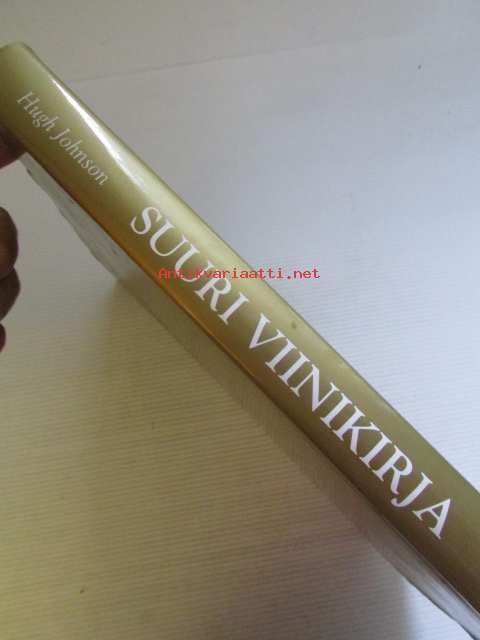 Hugh Johnson
SUURI VIINIKIRJA
Antikvariaatti.net